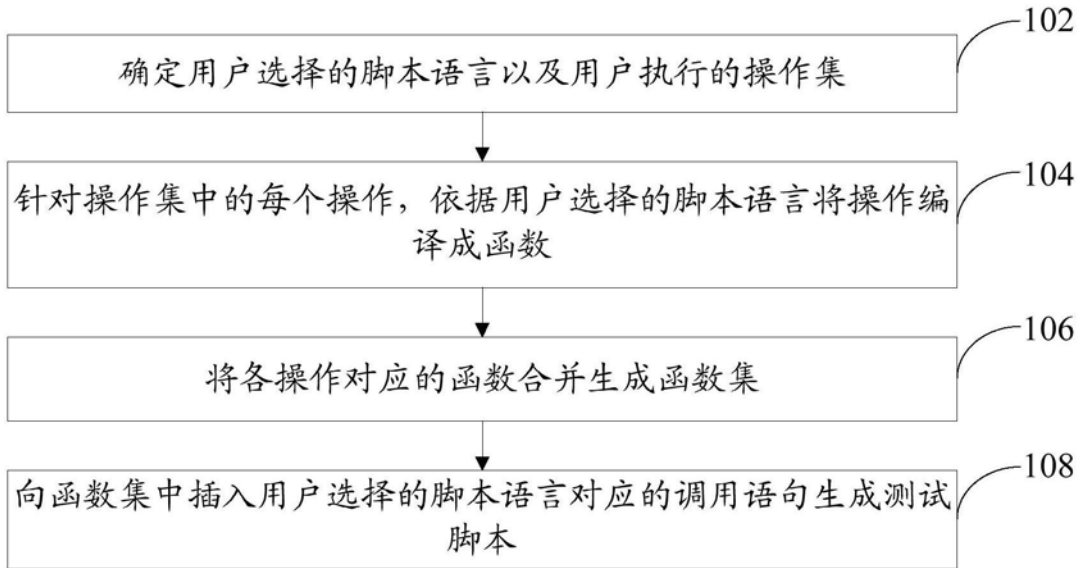 102
确定用户选择的脚本语言以及用户执行的操作集
104
针对操作集中的每个操作，依据用户选择的脚本语言将操作编
译成函数
106
将各操作对应的函数合并生成函数集
108
向函数集中插入用户选择的脚本语言对应的调用语句生成测试
脚本